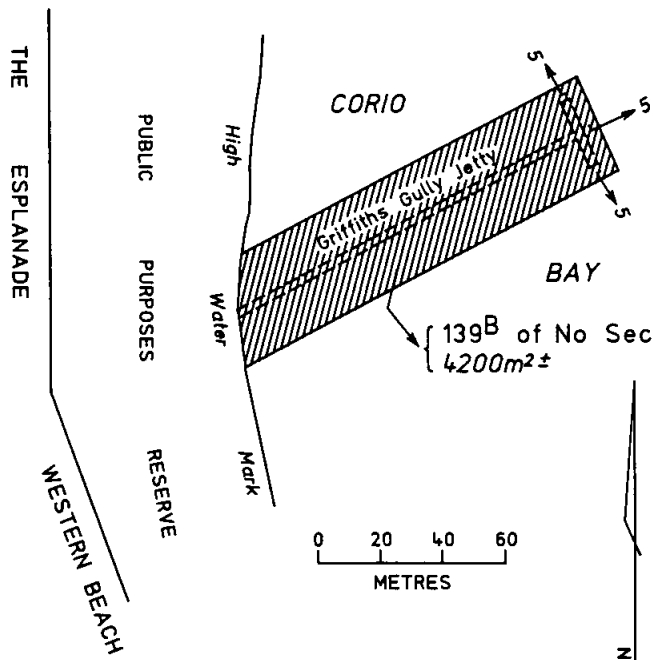 THE ESPLANADE
PUBLIC PURPOSES RESERVE
High Water Mark
CORIO
5
5
5
Griffiths Gully Jetty
BAY
139B of No Sec
4200m²±
WESTERN BEACH
0 20 40 60
METRES
N